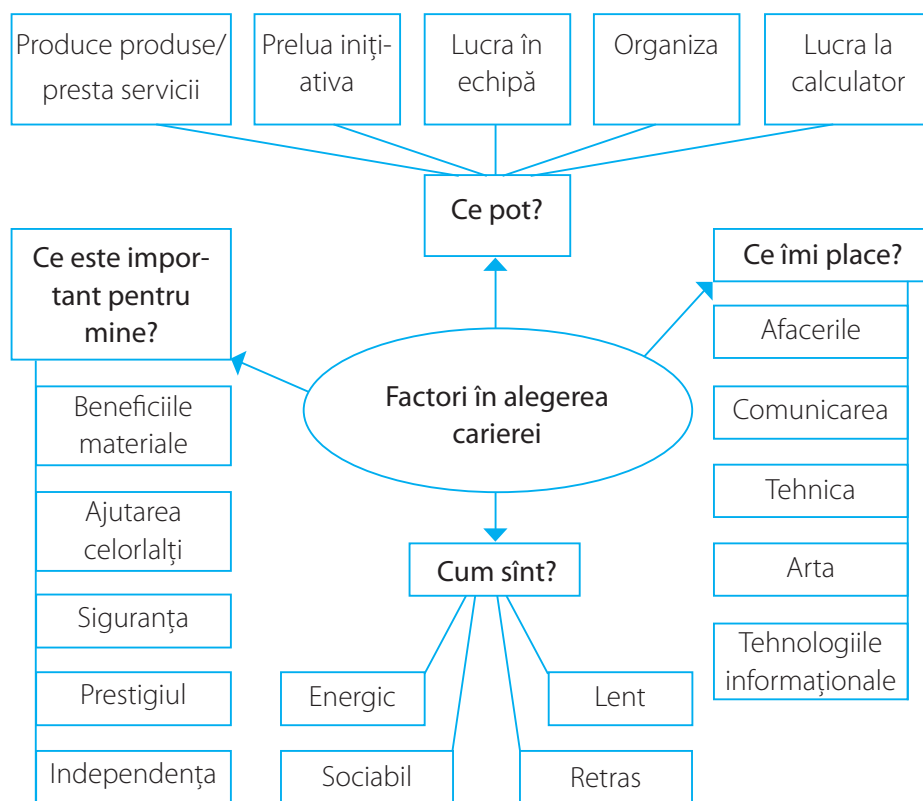 Produce produse/
presta servicii
Prelua iniți-
ativa
Lucra în
echipă
Organiza
Lucra la
calculator
Ce pot?
Ce este impor-
tant pentru
mine?
Ce îmi place?
Factori în alegerea
carierei
Beneficiile
materiale
Ajutarea
celorlalți
Siguranța
Prestigiul
Independența
Afacerile
Comunicarea
Tehnica
Arta
Tehnologiile
informaționale
Cum sînt?
Energic
Lent
Sociabil
Retras